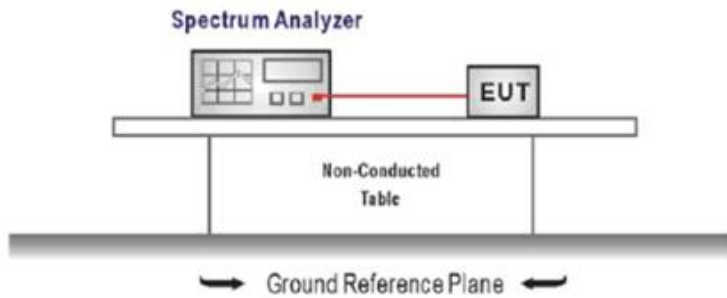 Spectrum Analyzer
EUT
Non-Conducted
Table
Ground Reference Plane